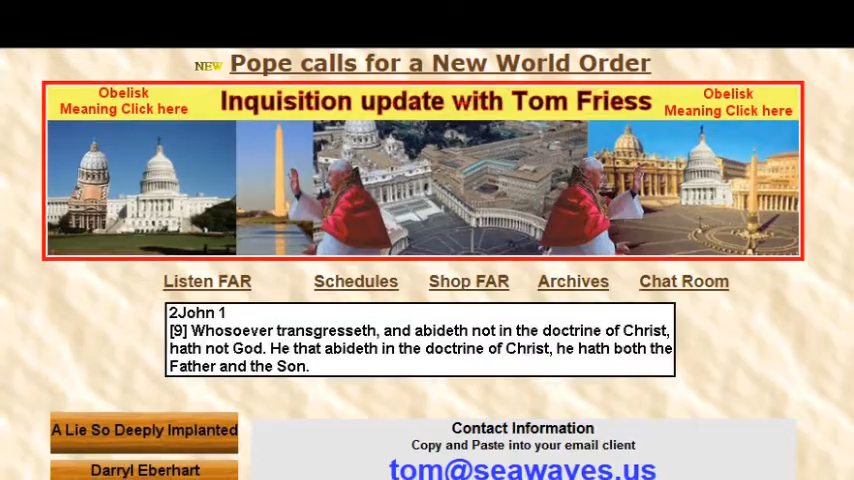 NEW Pope calls for a New World Order
Obelisk
Meaning Click here
Inquisition update with Tom Friess
Obelisk
Meaning Click here
Listen FAR Schedules Shop FAR Archives Chat Room
2John 1
[9] Whosoever transgresseth, and abideth not in the doctrine of Christ,
hath not God. He that abideth in the doctrine of Christ, he hath both the
Father and the Son.
A Lie So Deeply Implanted
Darryl Eberhart
Contact Information
Copy and Paste into your email client
tom@seawaves.us